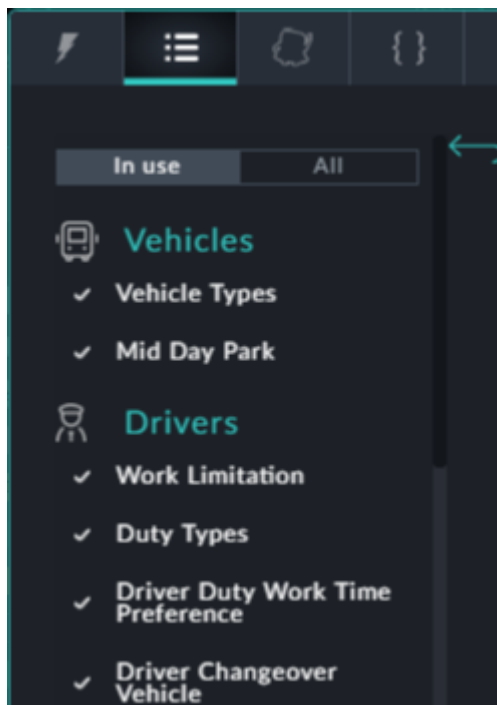 In use
All
Vehicles
Vehicle Types
Mid Day Park
Drivers
Work Limitation
Duty Types
Driver Duty Work Time
Preference
Driver Changeover
Vehicle